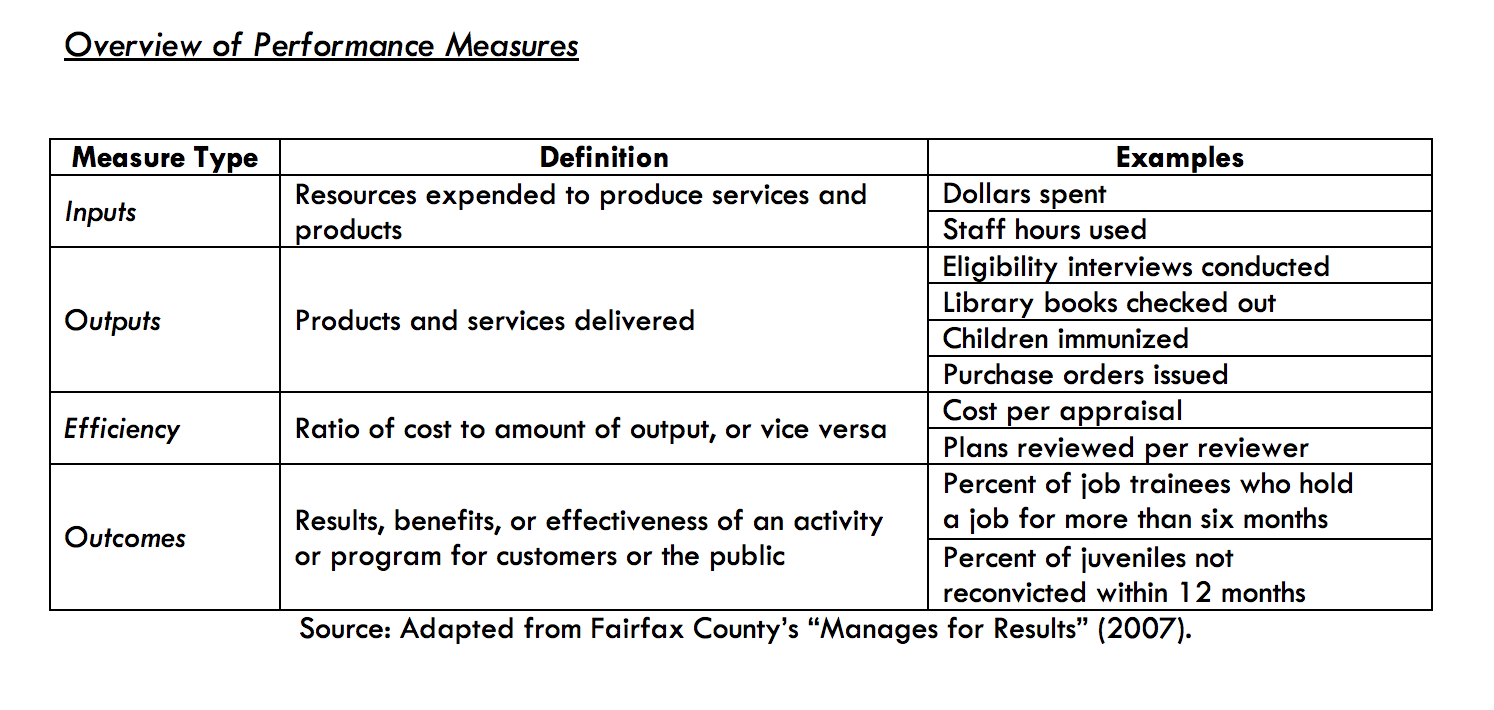 Overview of Performance Measures
Measure Type Definition Examples
Inputs
Resources expended to produce services and
products
Dollars spent
Staff hours used
Outputs
Products and services delivered
Eligibility interviews conducted
Library books checked out
Children immunized
Purchase orders issued
Efficiency
Ratio of cost to amount of output, or vice versa
Cost per appraisal
Plans reviewed per reviewer
Outcomes
Results, benefits, or effectiveness of an activity
or program for customers or the public
Percent of job trainees who hold
a job for more than six months
Percent of juveniles not
reconvicted within 12 months
Source: Adapted from Fairfax County’s “Manages for Results” (2007).